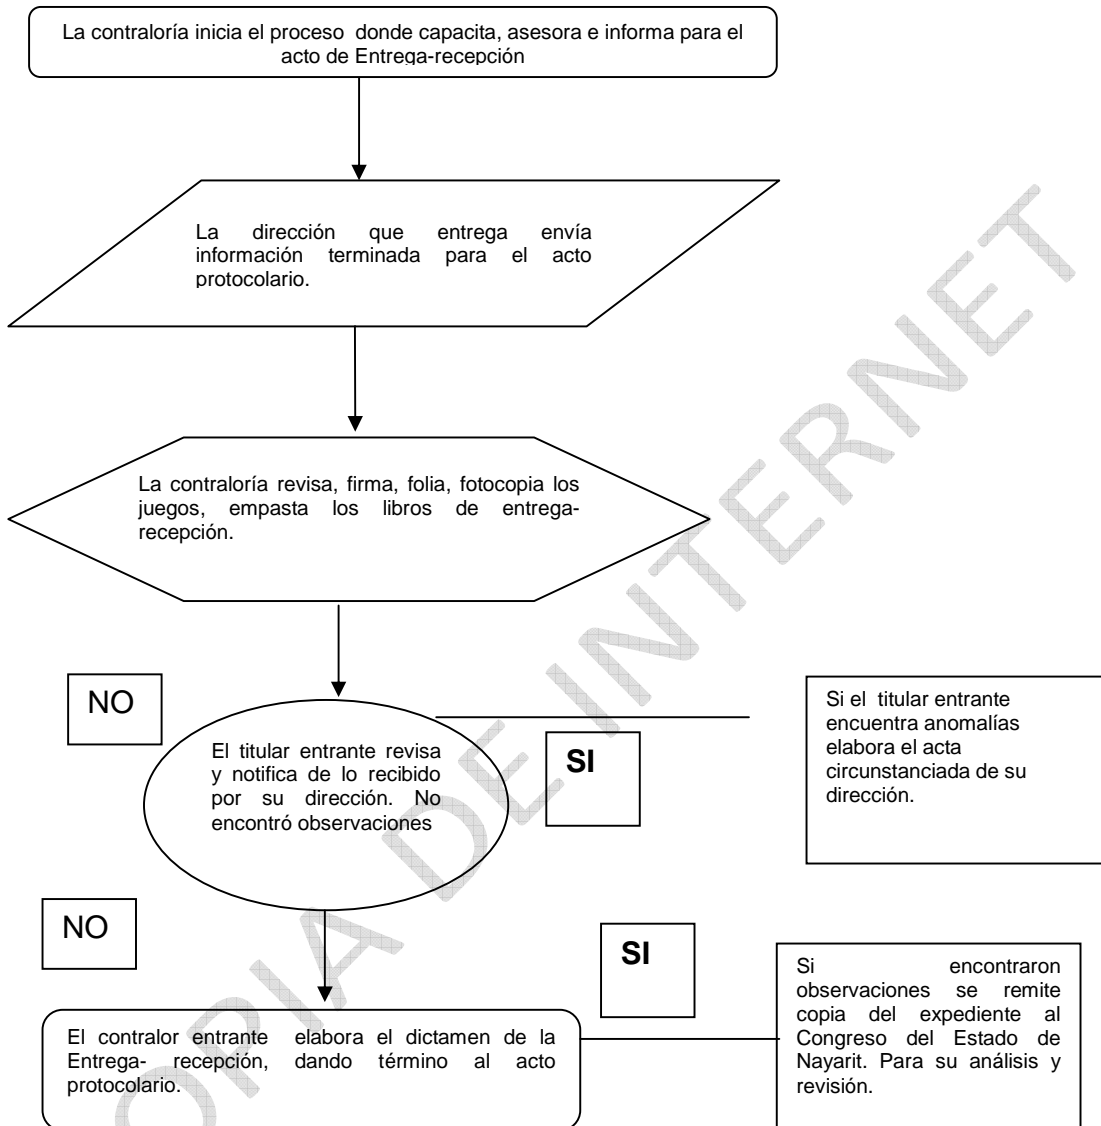 La contraloría inicia el proceso donde capacita, asesora e informa para el
acto de Entrega-recepción
La dirección que entrega envía
información terminada para el acto
protocolario.
La contraloría revisa, firma, folia, fotocopia los
juegos, empasta los libros de entrega-
recepción.
NO
El titular entrante revisa
y notifica de lo recibido
por su dirección. No
encontró observaciones
SI
Si el titular entrante
encuentra anomalías
elabora el acta
circunstanciada de su
dirección.
NO
El contralor entrante elabora el dictamen de la
Entrega- recepción, dando término al acto
protocolario.
SI
Si encontraron
observaciones se remite
copia del expediente al
Congreso del Estado de
Nayarit. Para su análisis y
revisión.
OPIA DE INTERNET